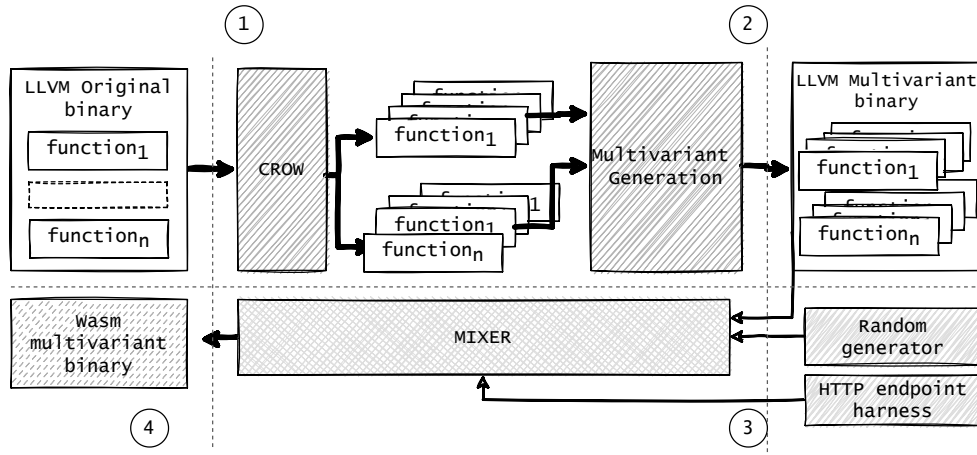 1
2
LLVM Original
binary
function1
functionn
CROW
function1
functionn
Multivariant
Generation
LLVM Multivariant
binary
function1
functionn
Wasm
multivariant
binary
MIXER
Random
generator
HTTP endpoint
harness
4
3